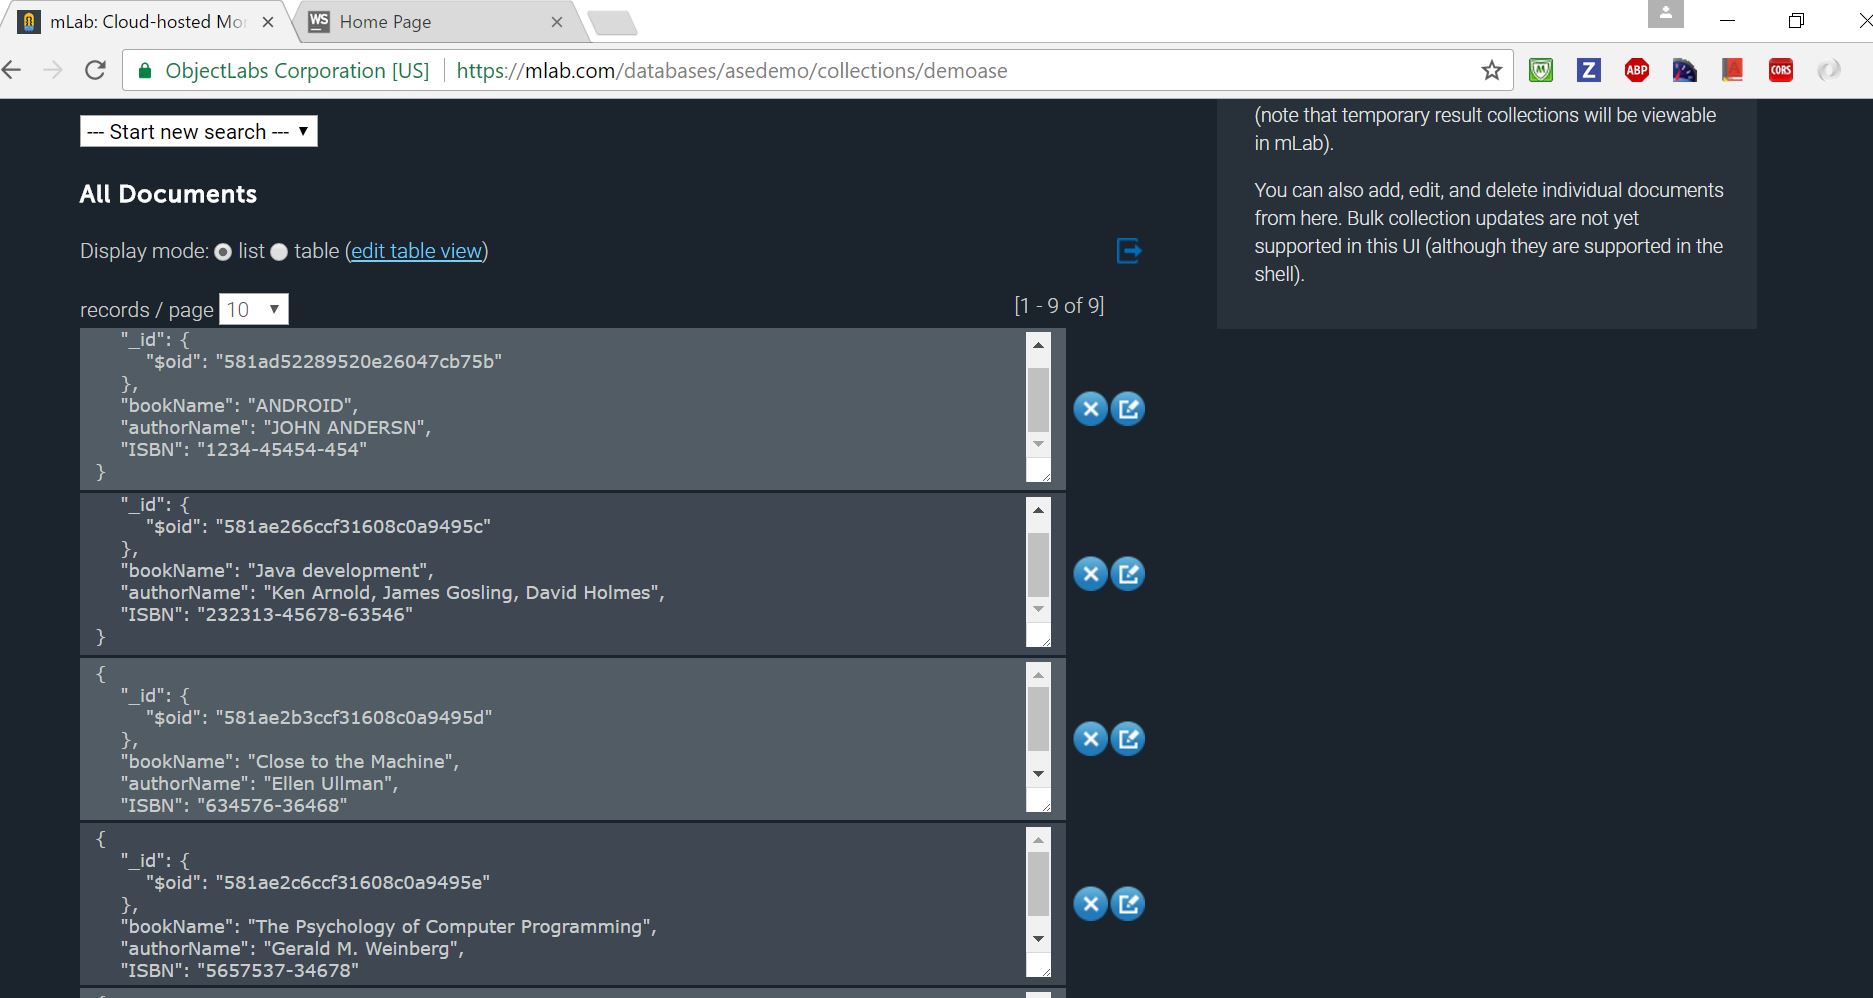 mLab: Cloud-hosted Mo
WS Home Page
ObjectLabs Corporation [US] https://mlab.com/databases/asedemo/collections/demoase
Z ABP CORS
--- Start new search ---
(note that temporary result collections will be viewable
in mLab).
All Documents
You can also add, edit, and delete individual documents
from here. Bulk collection updates are not yet
supported in this UI (although they are supported in the
shell).
Display mode: list table (edit table view)
records / page 10
[1 - 9 of 9]
"_id": {
"$oid": "581ad52289520e26047cb75b"
},
"bookName": "ANDROID",
"authorName": "JOHN ANDERSN",
"ISBN": "1234-45454-454"
}
"_id": {
"$oid": "581ae266ccf31608c0a9495c"
},
"bookName": "Java development",
"authorName": "Ken Arnold, James Gosling, David Holmes",
"ISBN": "232313-45678-63546"
}
{
"_id": {
"$oid": "581ae2b3ccf31608c0a9495d"
},
"bookName": "Close to the Machine",
"authorName": "Ellen Ullman",
"ISBN": "634576-36468"
{
"_id": {
"$oid": "581ae2c6ccf31608c0a9495e"
},
"bookName": "The Psychology of Computer Programming",
"authorName": "Gerald M. Weinberg",
"ISBN": "5657537-34678"